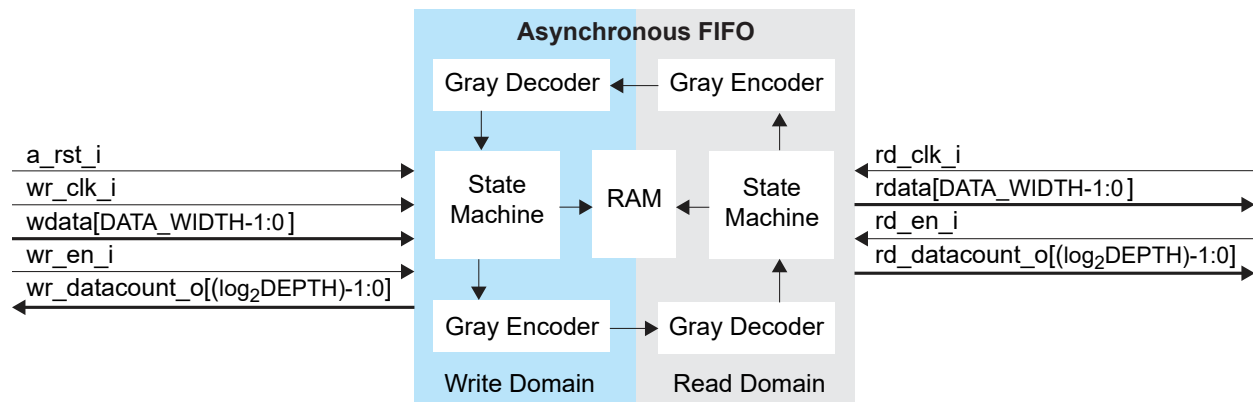 Asynchronous FIFO
Gray Decoder
Gray Encoder
a_rst_i
wr_clk_i
wdata[DATA_WIDTH-1:0]
wr_en_i
wr_datacount_o[(log₂DEPTH)-1:0]
State
Machine
RAM
State
Machine
rd_clk_i
rdata[DATA_WIDTH-1:0]
rd_en_i
rd_datacount_o[(log₂DEPTH)-1:0]
Gray Encoder
Gray Decoder
Write Domain
Read Domain